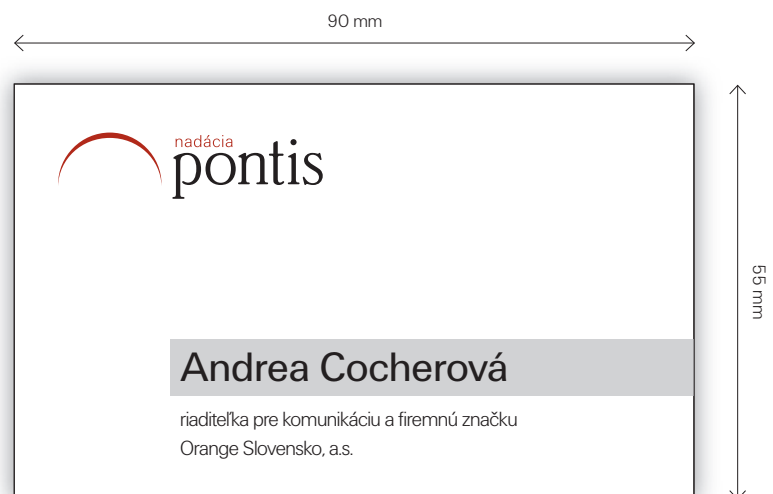 90 mm
nadácia
pontis
55 mm
Andrea Cocherová
riaditeľka pre komunikáciu a firemnú značku
Orange Slovensko, a.s.